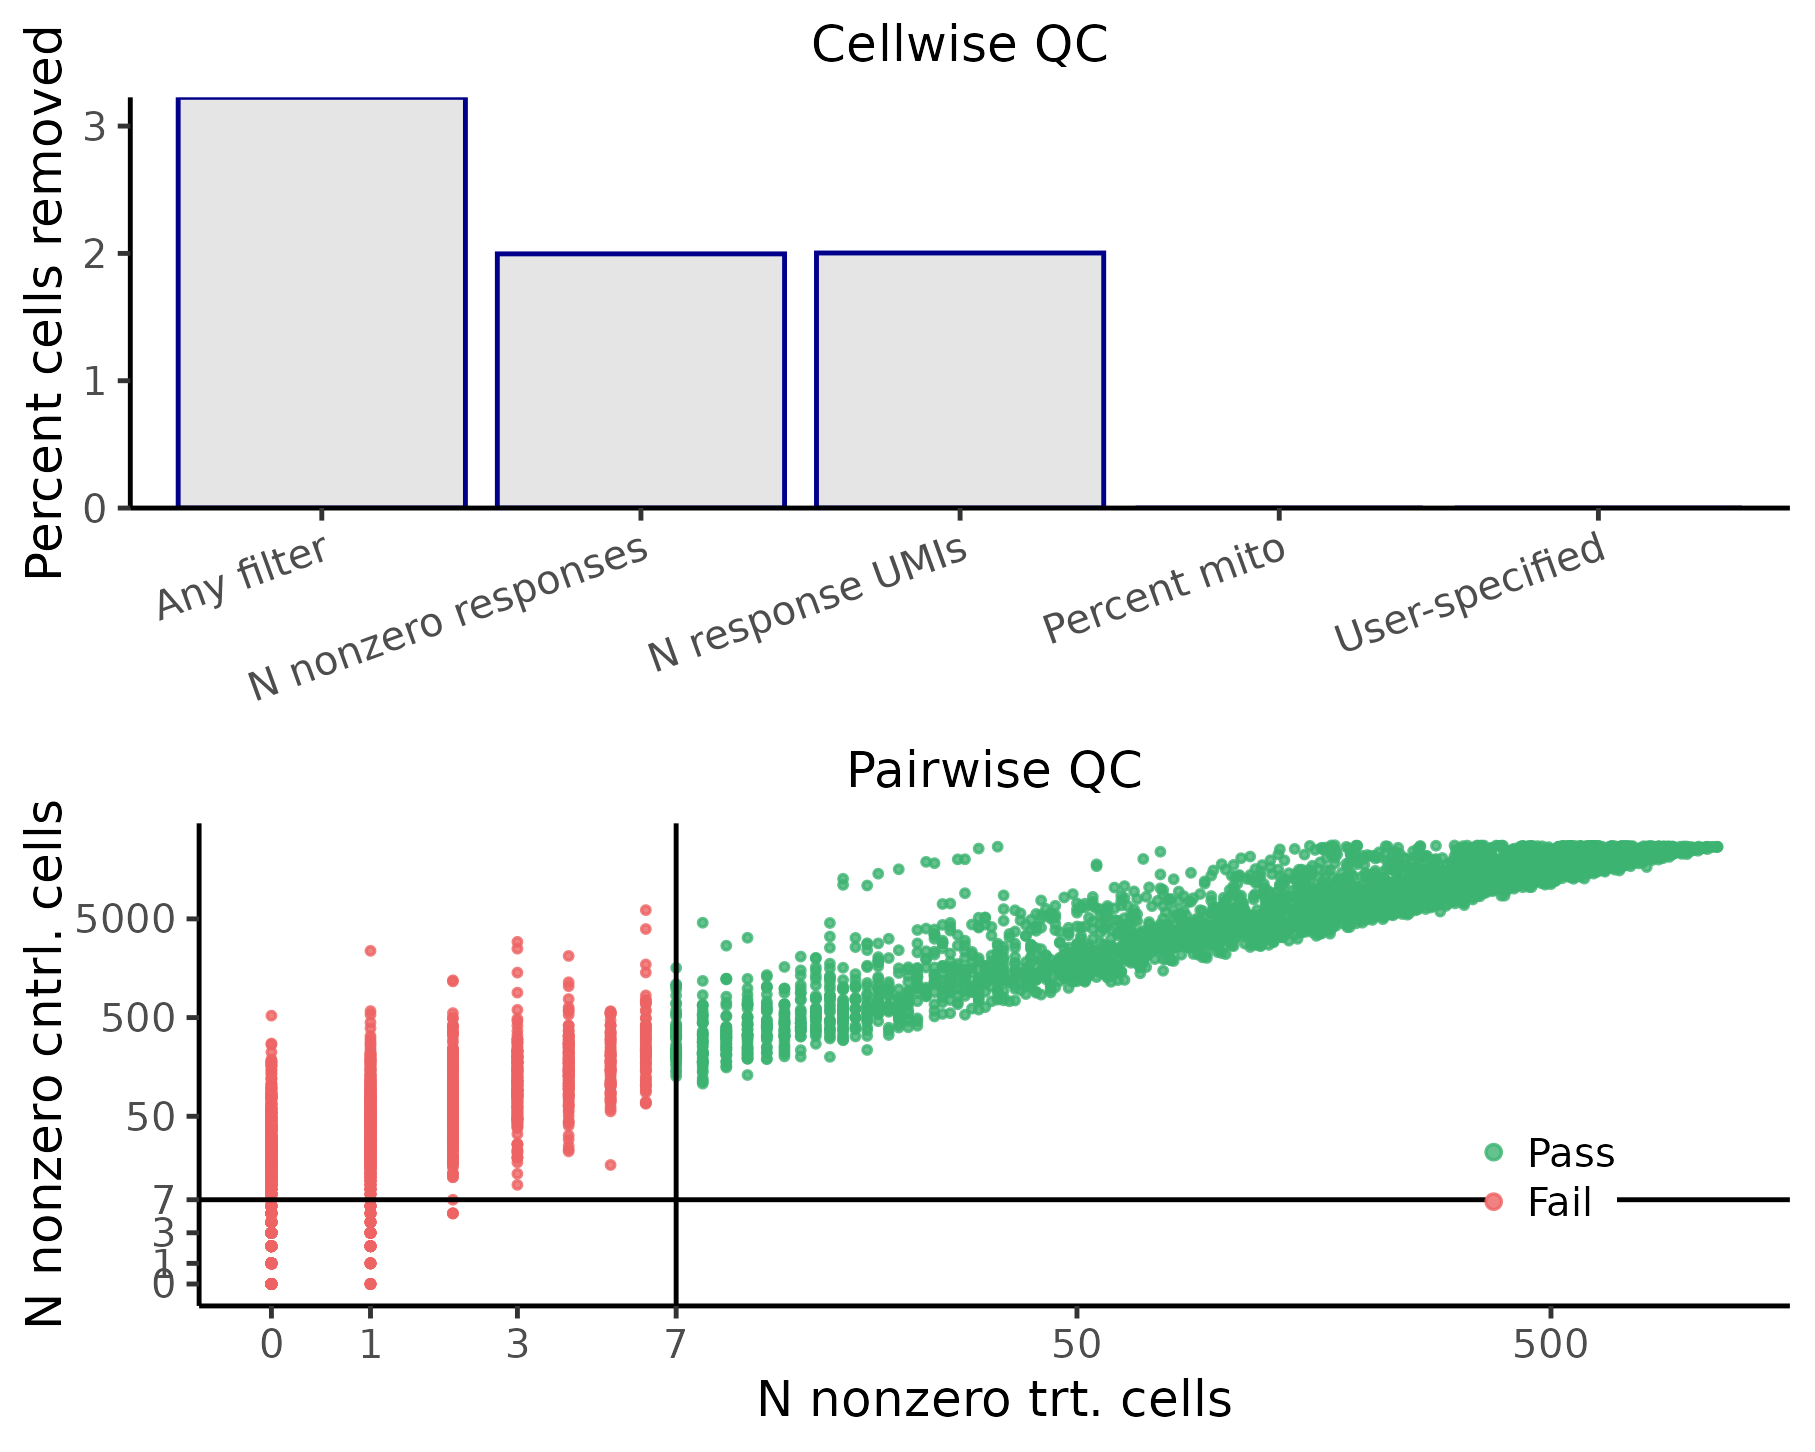 Cellwise QC
Percent cells removed
3
2
1
0
Any filter
N nonzero responses
N response UMIs
Percent mito
User-specified
Pairwise QC
N nonzero cntrl. cells
5000
500
50
7
3
1
0
Pass
Fail
0 1 3 7 50 500
N nonzero trt. cells